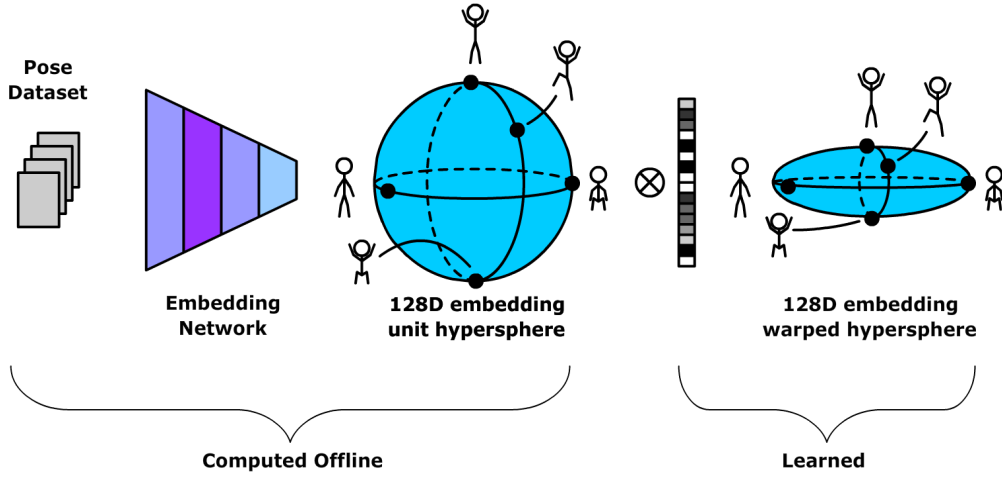 Pose
Dataset
Embedding
Network
128D embedding
unit hypersphere
128D embedding
warped hypersphere
Computed Offline
Learned